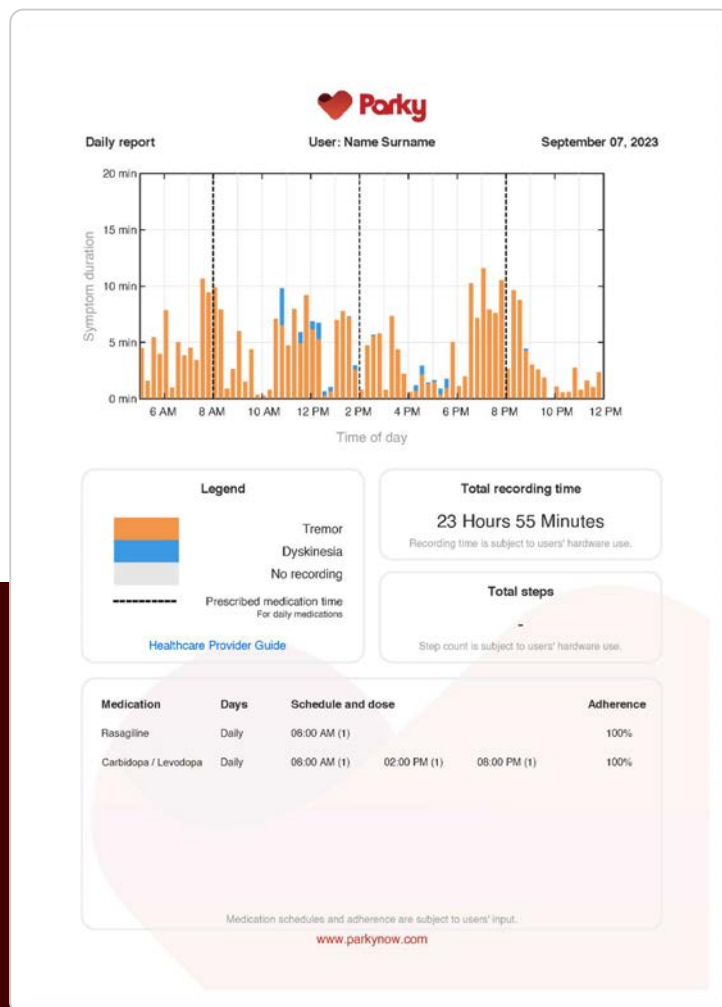 Parky
Daily report User: Name Surname September 07, 2023
20 min
15 min
10 min
5 min
0 min
Symptom duration
6 AM 8 AM 10 AM 12 PM 2 PM 4 PM 6 PM 8 PM 10 PM 12 PM
Time of day
Legend
Tremor
Dyskinesia
No recording
Prescribed medication time
For daily medications
Healthcare Provider Guide
Total recording time
23 Hours 55 Minutes
Recording time is subject to users' hardware use.
Total steps
-
Step count is subject to users' hardware use.
Medication Days Schedule and dose Adherence
Rasagiline Daily 08:00 AM (1) 100%
Carbidopa / Levodopa Daily 08:00 AM (1) 02:00 PM (1) 08:00 PM (1) 100%
Medication schedules and adherence are subject to users' input.
www.parkynow.com